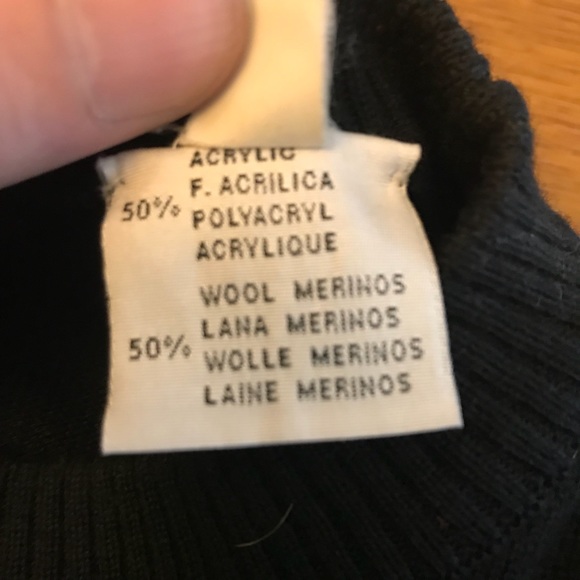 ACRYLIC
F. ACRILICA
50% POLYACRYL
ACRYLIQUE
WOOL MERINOS
LANA MERINOS
50% WOLLE MERINOS
LAINE MERINOS